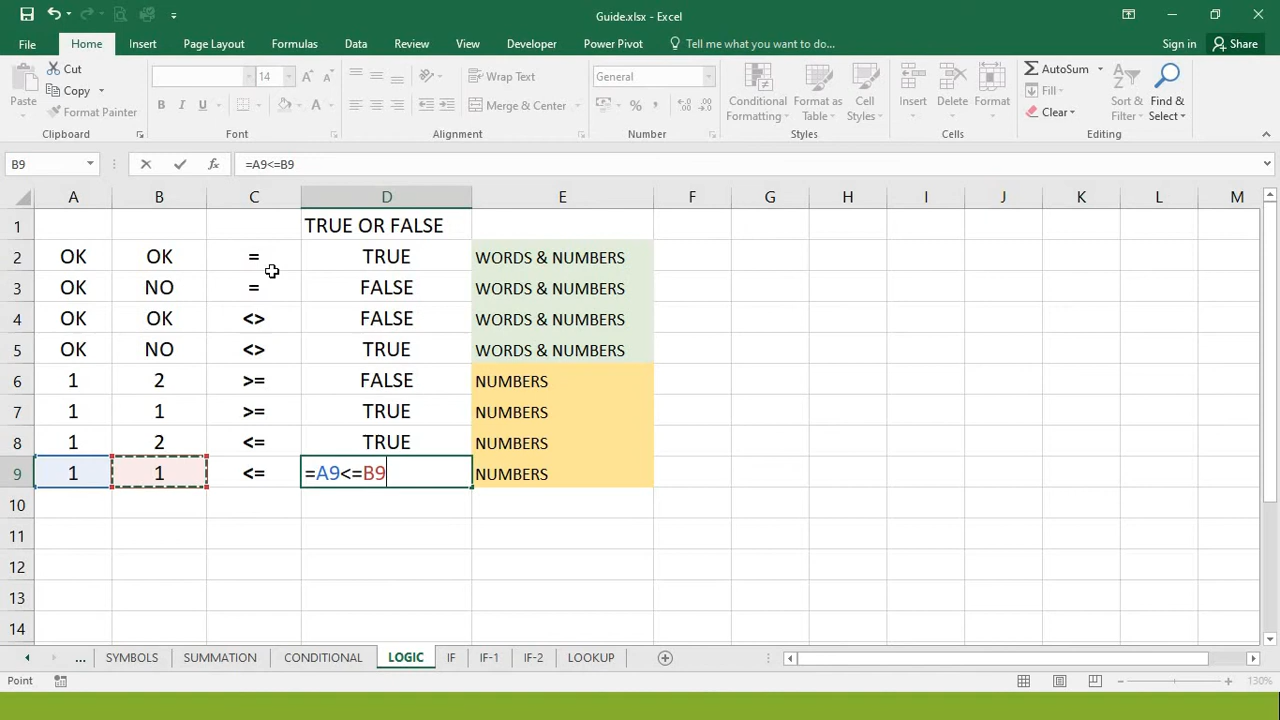 Guide.xlsx - Excel
File Home Insert Page Layout Formulas Data Review View Developer Power Pivot Tell me what you want to do... Sign in Share
Paste
Cut
Copy
Format Painter
14
B I U
Wrap Text
Merge & Center
General
%
Conditional Formatting
Format as Table
Cell Styles
Insert
Delete
Format
AutoSum
Fill
Clear
Sort & Filter
Find & Select
Clipboard Font Alignment Number Styles Cells Editing
B9 fx =A9<=B9
A B C D E F G H I J K L M
1 TRUE OR FALSE
2 OK OK = TRUE WORDS & NUMBERS
3 OK NO = FALSE WORDS & NUMBERS
4 OK OK <> FALSE WORDS & NUMBERS
5 OK NO <> TRUE WORDS & NUMBERS
6 1 2 >= FALSE NUMBERS
7 1 1 >= TRUE NUMBERS
8 1 2 <= TRUE NUMBERS
9 1 1 <= =A9<=B9 NUMBERS
10
11
12
13
14
... SYMBOLS SUMMATION CONDITIONAL LOGIC IF IF-1 IF-2 LOOKUP
Point 130%